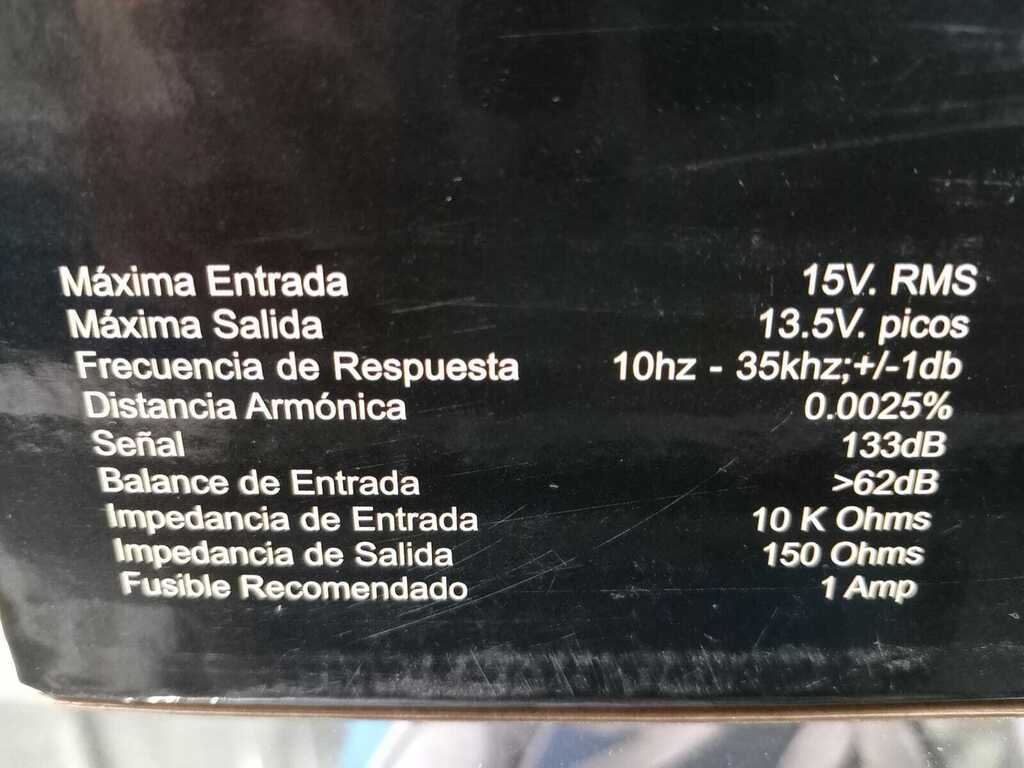 Máxima Entrada 15V. RMS
Máxima Salida 13.5V. picos
Frecuencia de Respuesta 10hz - 35khz;+/-1db
Distancia Armónica 0.0025%
Señal 133dB
Balance de Entrada >62dB
Impedancia de Entrada 10 K Ohms
Impedancia de Salida 150 Ohms
Fusible Recomendado 1 Amp